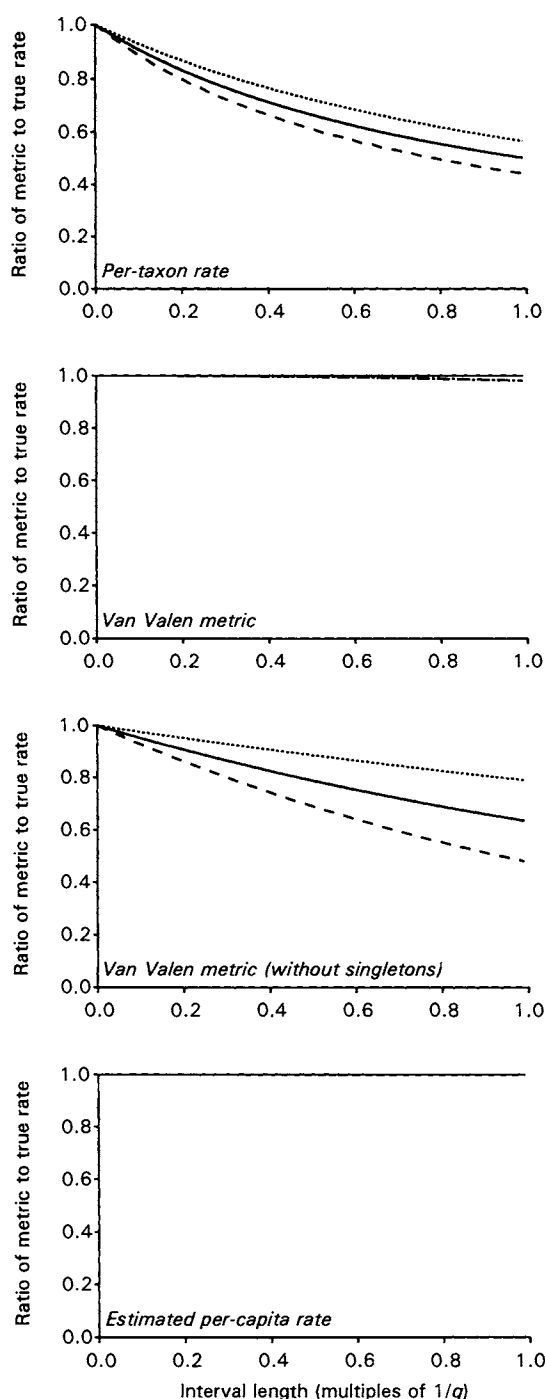 Ratio of metric to true rate
1.0
0.8
0.6
0.4
0.2
0.0
Per-taxon rate
0.0 0.2 0.4 0.6 0.8 1.0
Ratio of metric to true rate
1.0
0.8
0.6
0.4
0.2
0.0
Van Valen metric
0.0 0.2 0.4 0.6 0.8 1.0
Ratio of metric to true rate
1.0
0.8
0.6
0.4
0.2
0.0
Van Valen metric (without singletons)
0.0 0.2 0.4 0.6 0.8 1.0
Ratio of metric to true rate
1.0
0.8
0.6
0.4
0.2
0.0
Estimated per-capita rate
0.0 0.2 0.4 0.6 0.8 1.0
Interval length (multiples of 1/q)